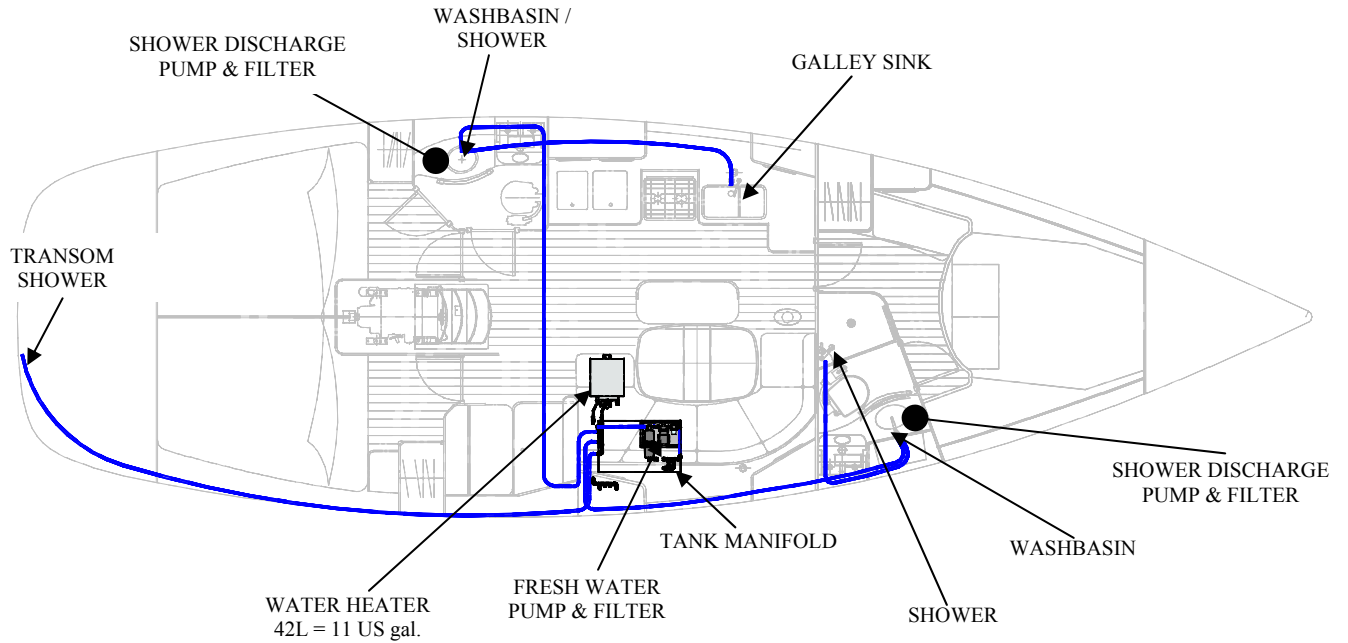 WASHBASIN /
SHOWER
SHOWER DISCHARGE
PUMP & FILTER
GALLEY SINK
TRANSOM
SHOWER
SHOWER DISCHARGE
PUMP & FILTER
TANK MANIFOLD
WASHBASIN
FRESH WATER
PUMP & FILTER
WATER HEATER
42L = 11 US gal.
SHOWER